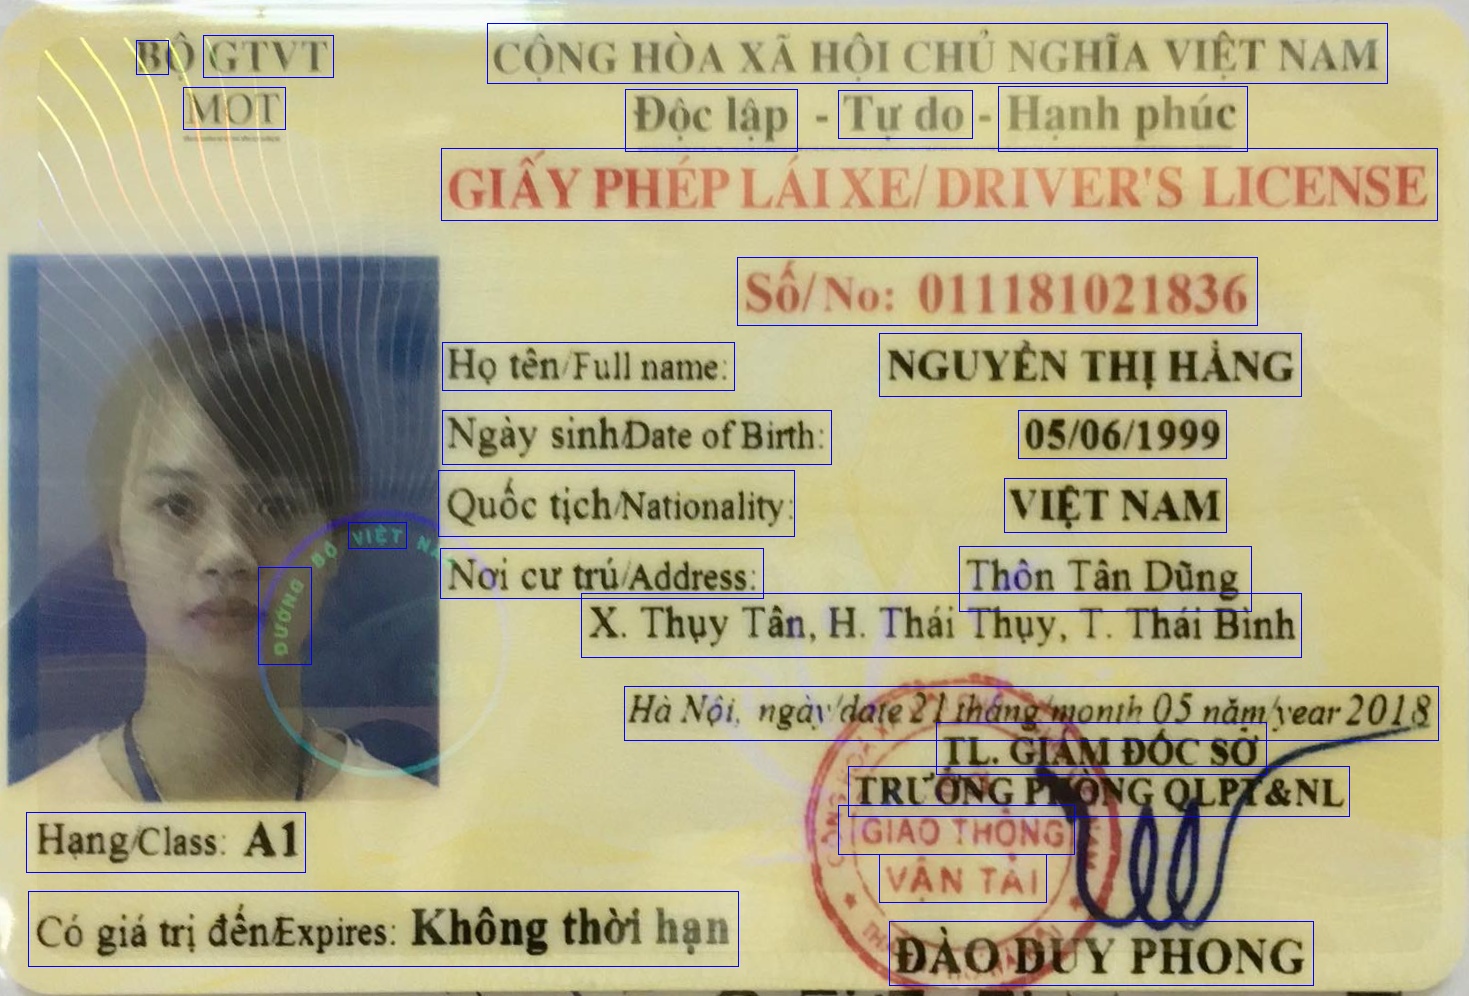 BỘ GTVT
MOT
CỘNG HÒA XÃ HỘI CHỦ NGHĨA VIỆT NAM
Độc lập - Tự do - Hạnh phúc
GIẤY PHÉP LÁI XE/ DRIVER'S LICENSE
Số/ No: 011181021836
Họ tên/Full name: NGUYỄN THỊ HẰNG
Ngày sinh/Date of Birth: 05/06/1999
Quốc tịch/Nationality: VIỆT NAM
Nơi cư trú/Address: Thôn Tân Dũng
X. Thụy Tân, H. Thái Thụy, T. Thái Bình
ĐƯỜNG BỘ VIỆT NAM
Hà Nội, ngày/date 21 tháng/month 05 năm/year 2018
TL. GIÁM ĐỐC SỞ
TRƯỞNG PHÒNG QLPT&NL
GIAO THÔNG
VẬN TẢI
Hạng/Class: A1
Có giá trị đến/Expires: Không thời hạn
ĐÀO DUY PHONG